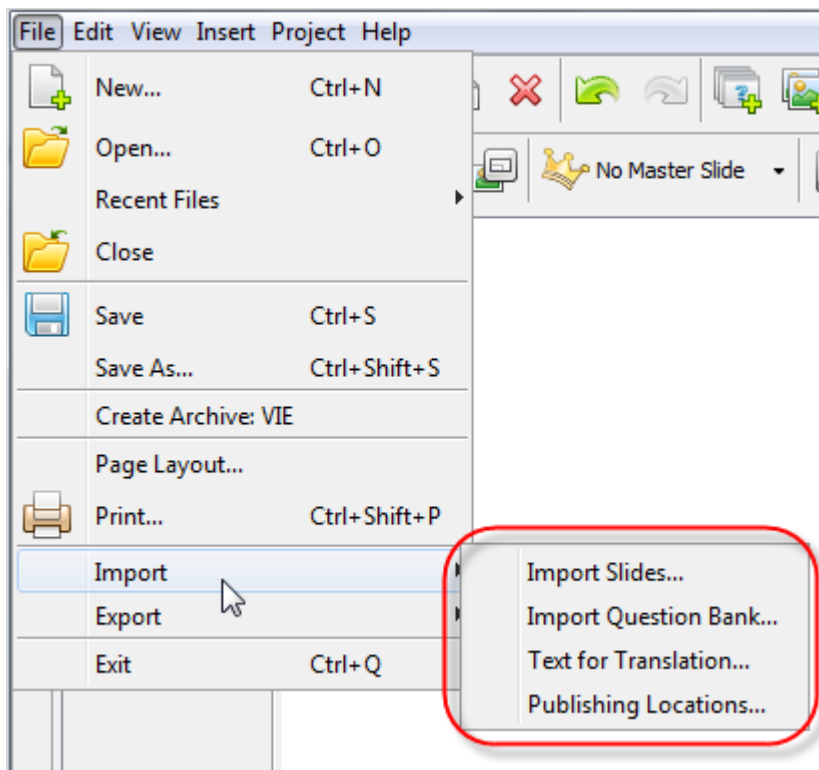 File Edit View Insert Project Help
New... Ctrl+N
Open... Ctrl+O
No Master Slide
Recent Files
Close
Save Ctrl+S
Save As... Ctrl+Shift+S
Create Archive: VIE
Page Layout...
Print... Ctrl+Shift+P
Import
Export
Exit Ctrl+Q
Import Slides...
Import Question Bank...
Text for Translation...
Publishing Locations...